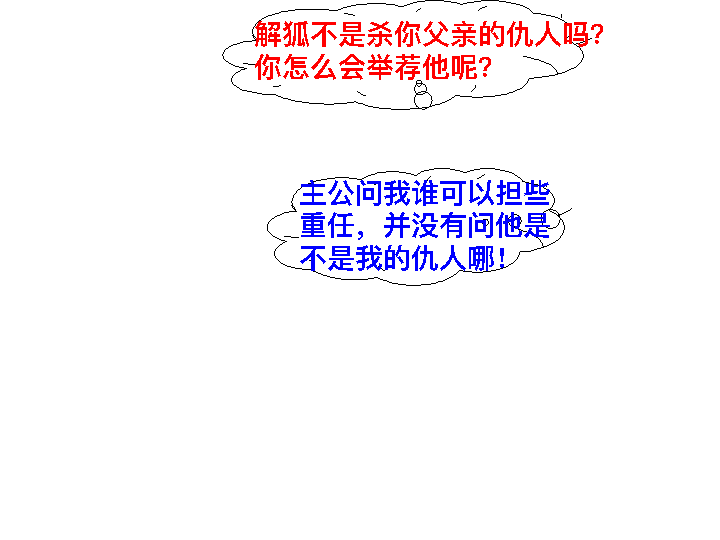 解狐不是杀你父亲的仇人吗？
你怎么会举荐他呢？
主公问我谁可以担些
重任，并没有问他是
不是我的仇人哪！